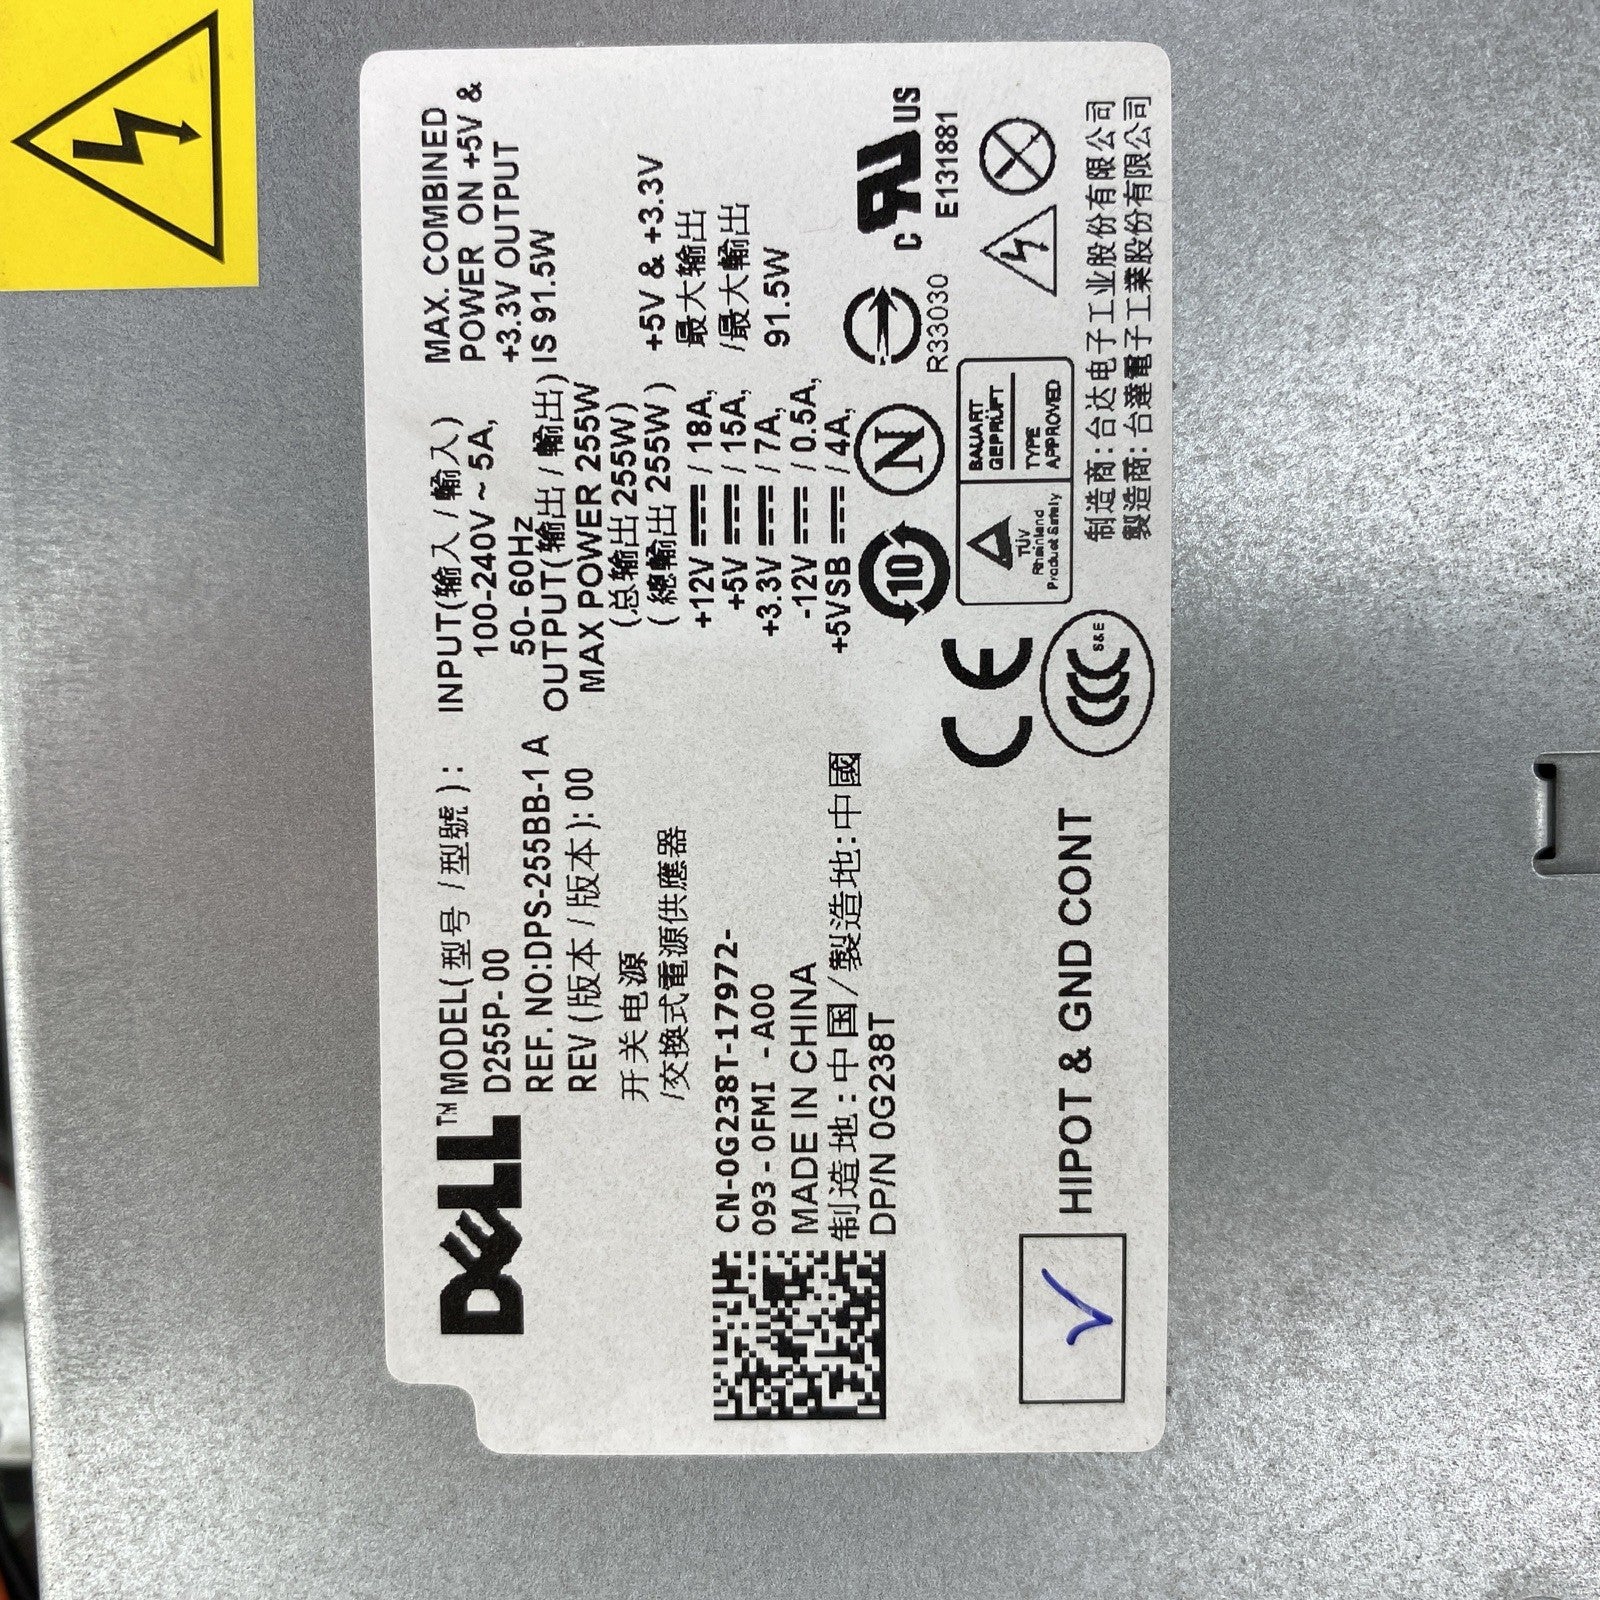 DELL™
MODEL(型号 / 型號):
D255P-00
REF. NO:DPS-255BB-1 A
REV (版本 / 版本): 00
开关电源
/交換式電源供應器
CN-0G238T-17972-
093-0FMI -A00
MADE IN CHINA
制造地: 中国/製造地:中國
DP/N 0G238T
HIPOT & GND CONT
INPUT(输入 / 輸入)
100-240V ~ 5A,
50- 60Hz
OUTPUT(输出 / 輸出)
MAX POWER 255W
(总输出 255W)
( 總輸出 255W )
+12V / 18A,
+5V / 15A,
+3.3V / 7A,
-12V / 0.5A,
+5VSB / 4A,
MAX. COMBINED
POWER ON +5V &
+3.3V OUTPUT
IS 91.5W
+5V & +3.3V
最大输出
/最大輸出
91.5W
10
N
R33030
c RU US
E131881
CE
CCC S&E
TÜV
Rheinland
Product Safety
BAUART
GEPRÜFT
TYPE
APPROVED
制造商: 台达电子工业股份有限公司
製造商: 台達電子工業股份有限公司